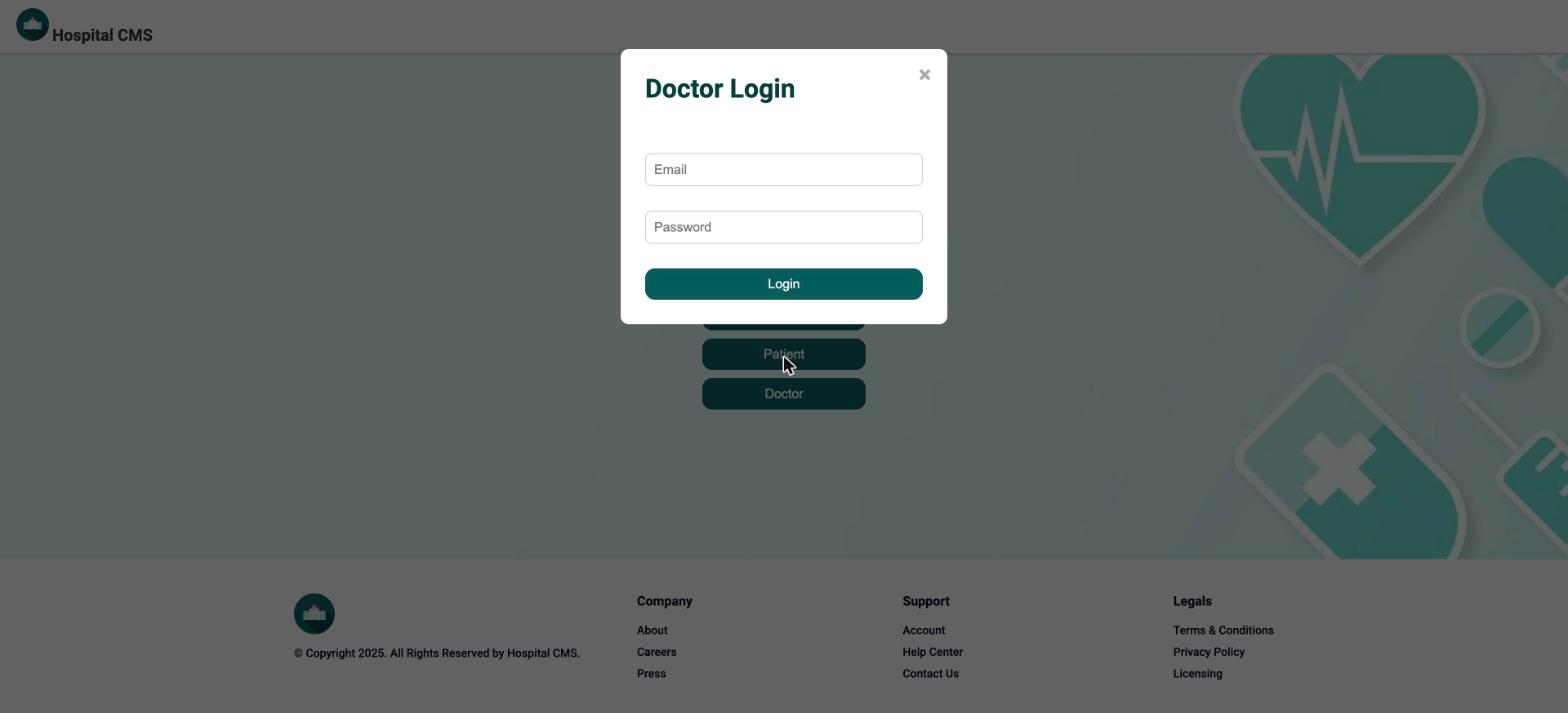 Hospital CMS
Doctor Login
×
Email
Password
Login
Patient
Doctor
Company
Support
Legals
About
Account
Terms & Conditions
© Copyright 2025. All Rights Reserved by Hospital CMS.
Careers
Help Center
Privacy Policy
Press
Contact Us
Licensing